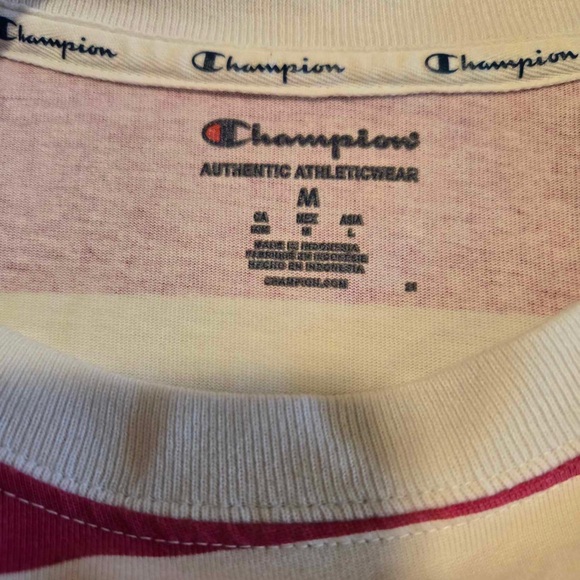 Champion Champion Champion
Champion
AUTHENTIC ATHLETICWEAR
M
CA MEX ASIA
M L
MADE IN INDONESIA
FABRIQUÉ EN INDONÉSIE
HECHO EN INDONESIA
CHAMPION.COM